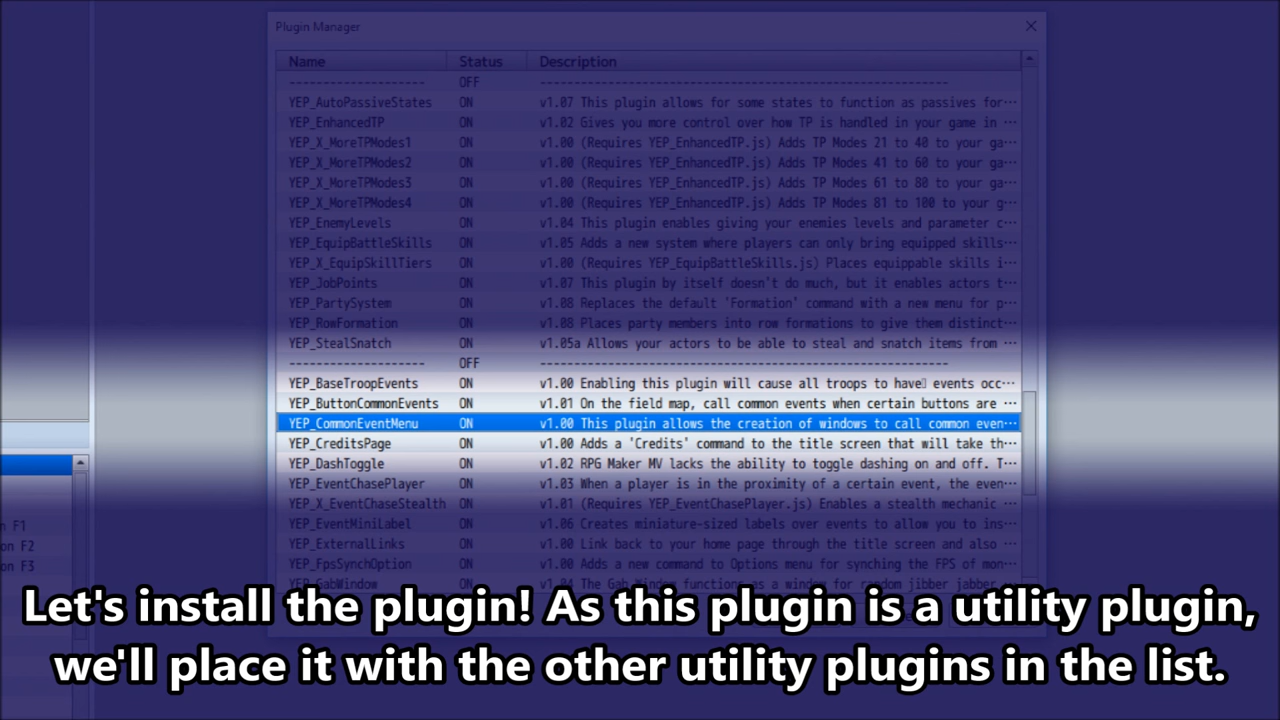 Plugin Manager
Name Status Description
-------------------- OFF ------------------------------------------------
YEP_AutoPassiveStates ON v1.07 This plugin allows for some states to function as passives for…
YEP_EnhancedTP ON v1.02 Gives you more control over how TP is handled in your game in …
YEP_X_MoreTPModes1 ON v1.00 (Requires YEP_EnhancedTP.js) Adds TP Modes 21 to 40 to your ga…
YEP_X_MoreTPModes2 ON v1.00 (Requires YEP_EnhancedTP.js) Adds TP Modes 41 to 60 to your ga…
YEP_X_MoreTPModes3 ON v1.00 (Requires YEP_EnhancedTP.js) Adds TP Modes 61 to 80 to your ga…
YEP_X_MoreTPModes4 ON v1.00 (Requires YEP_EnhancedTP.js) Adds TP Modes 81 to 100 to your g…
YEP_EnemyLevels ON v1.04 This plugin enables giving your enemies levels and parameter c…
YEP_EquipBattleSkills ON v1.05 Adds a new system where players can only bring equipped skills…
YEP_X_EquipSkillTiers ON v1.00 (Requires YEP_EquipBattleSkills.js) Places equippable skills i…
YEP_JobPoints ON v1.07 This plugin by itself doesn't do much, but it enables actors t…
YEP_PartySystem ON v1.08 Replaces the default 'Formation' command with a new menu for p…
YEP_RowFormation ON v1.08 Places party members into row formations to give them distinct…
YEP_StealSnatch ON v1.05a Allows your actors to be able to steal and snatch items from …
-------------------- OFF ------------------------------------------------
YEP_BaseTroopEvents ON v1.00 Enabling this plugin will cause all troops to have events occ…
YEP_ButtonCommonEvents ON v1.01 On the field map, call common events when certain buttons are …
YEP_CommonEventMenu ON v1.00 This plugin allows the creation of windows to call common even…
YEP_CreditsPage ON v1.00 Adds a 'Credits' command to the title screen that will take th…
YEP_DashToggle ON v1.02 RPG Maker MV lacks the ability to toggle dashing on and off. T…
YEP_EventChasePlayer ON v1.03 When a player is in the proximity of a certain event, the even…
YEP_X_EventChaseStealth ON v1.01 (Requires YEP_EventChasePlayer.js) Enables a stealth mechanic …
YEP_EventMiniLabel ON v1.06 Creates miniature-sized labels over events to allow you to ins…
YEP_ExternalLinks ON v1.00 Link back to your home page through the title screen and also …
YEP_FpsSynchOption ON v1.00 Adds a new command to Options menu for synching the FPS of mon…
YEP_GabWindow ON v1.04 The Gab Window functions as a window for random jibber jabber
n F1
on F2
on F3
Let's install the plugin! As this plugin is a utility plugin,
we'll place it with the other utility plugins in the list.